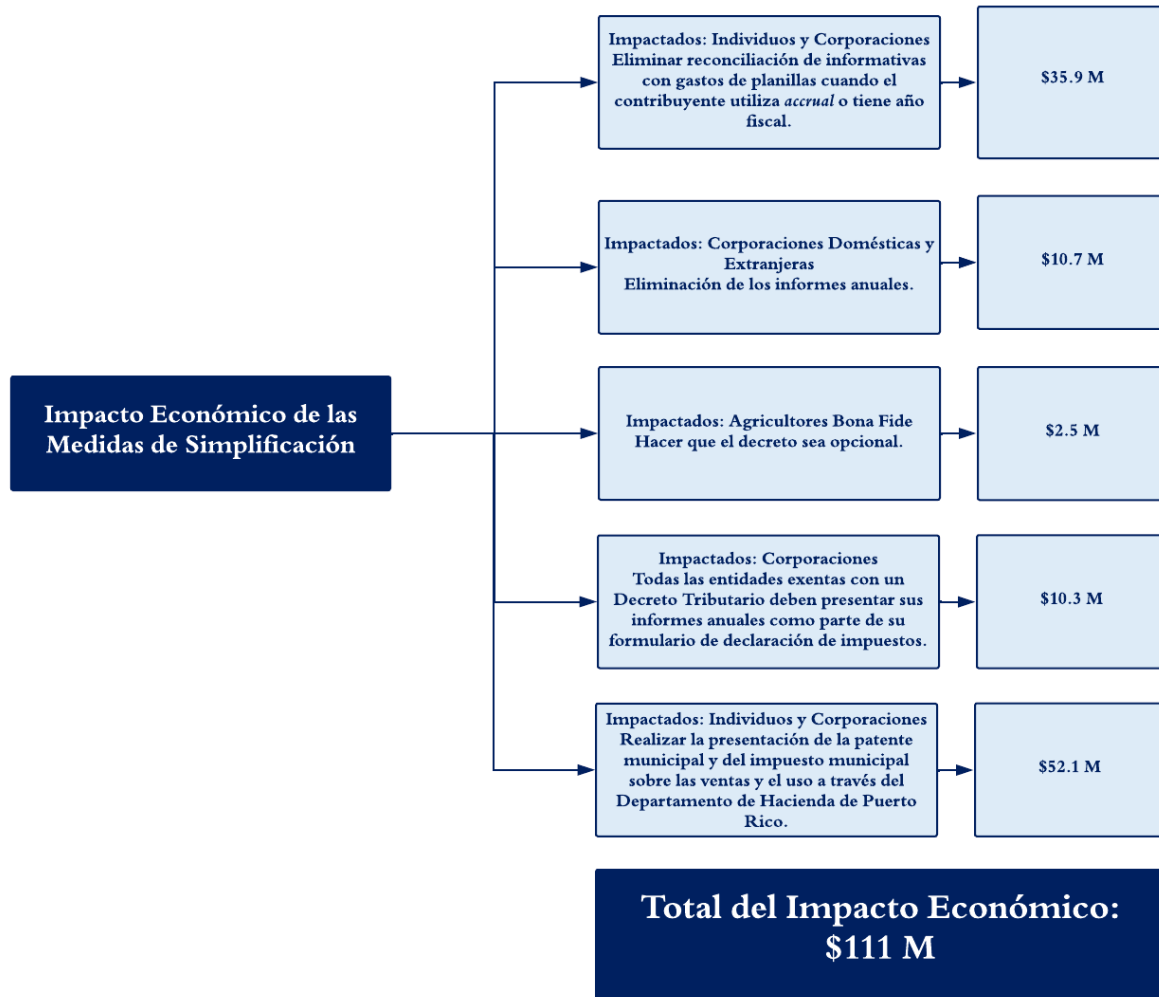 Impactados: Individuos y Corporaciones
Eliminar reconciliación de informativas
con gastos de planillas cuando el
contribuyente utiliza accrual o tiene año
fiscal.
$35.9 M
Impactados: Corporaciones Domésticas y
Extranjeras
Eliminación de los informes anuales.
$10.7 M
Impacto Económico de las
Medidas de Simplificación
Impactados: Agricultores Bona Fide
Hacer que el decreto sea opcional.
$2.5 M
Impactados: Corporaciones
Todas las entidades exentas con un
Decreto Tributario deben presentar sus
informes anuales como parte de su
formulario de declaración de impuestos.
$10.3 M
Impactados: Individuos y Corporaciones
Realizar la presentación de la patente
municipal y del impuesto municipal
sobre las ventas y el uso a través del
Departamento de Hacienda de Puerto
Rico.
$52.1 M
Total del Impacto Económico:
$111 M